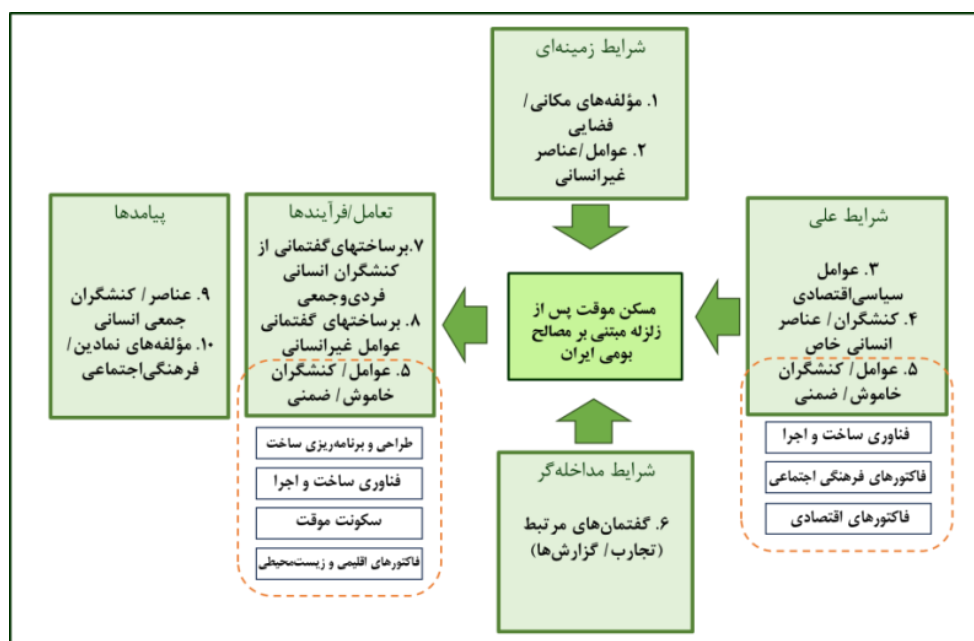 شرایط زمینه‌ای
۱. مؤلفه‌های مکانی/
فضایی
۲. عوامل/عناصر
غیرانسانی
شرایط علی
۳. عوامل
سیاسی‌اقتصادی
۴. کنشگران/ عناصر
انسانی خاص
۵. عوامل/ کنشگران
خاموش/ ضمنی
فناوری ساخت و اجرا
فاکتورهای فرهنگی اجتماعی
فاکتورهای اقتصادی
مسکن موقت پس از
زلزله مبتنی بر مصالح
بومی ایران
شرایط مداخله‌گر
۶. گفتمان‌های مرتبط
(تجارب/ گزارش‌ها)
تعامل/فرآیندها
۷.برساختهای‌گفتمانی از
کنشگران انسانی
فردی‌وجمعی
۸. برساختهای گفتمانی
عوامل غیرانسانی
۵. عوامل/ کنشگران
خاموش/ ضمنی
طراحی و برنامه‌ریزی ساخت
فناوری ساخت و اجرا
سکونت موقت
فاکتورهای اقلیمی و زیست‌محیطی
پیامدها
۹. عناصر/ کنشگران
جمعی انسانی
۱۰. مؤلفه‌های نمادین/
فرهنگی‌اجتماعی